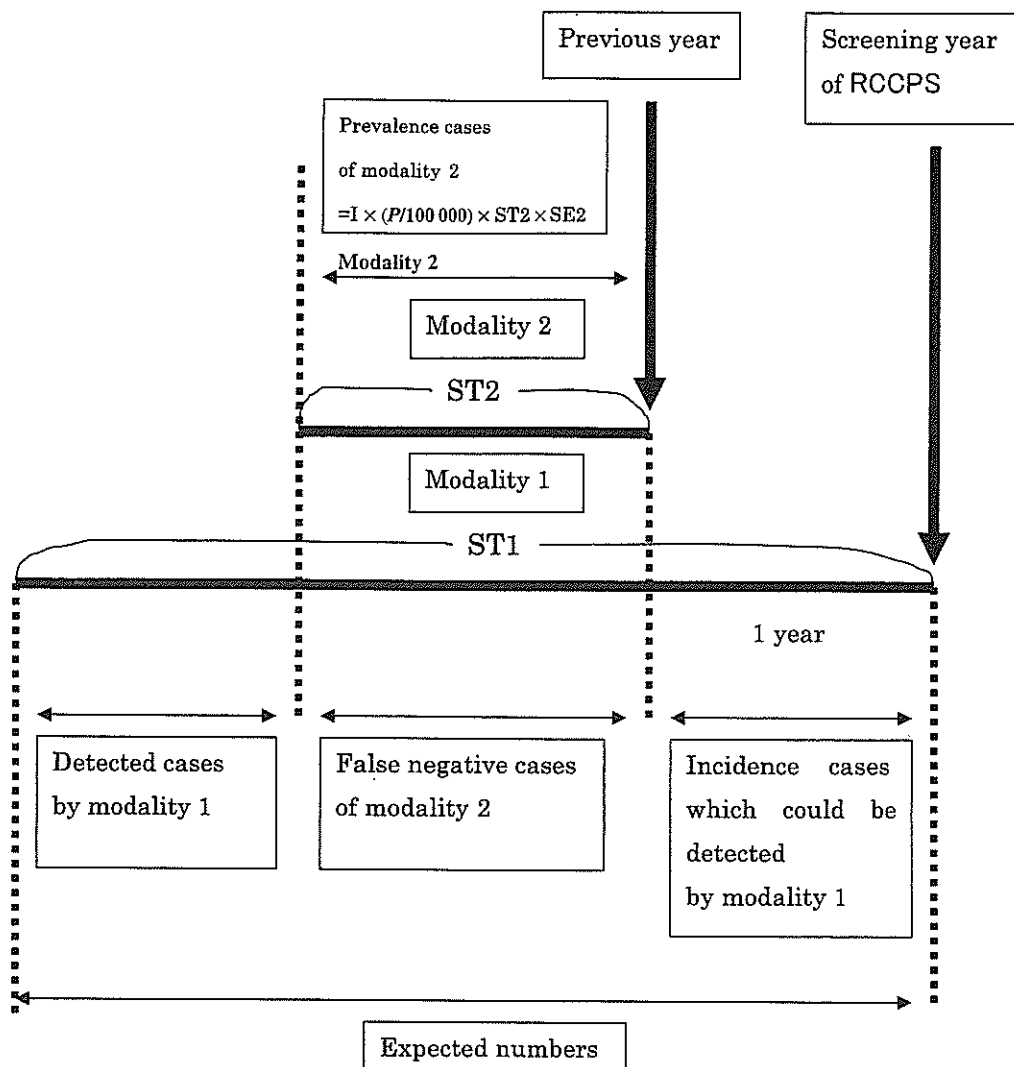 Previous year
Screening year
of RCCPS
Prevalence cases
of modality 2
=I × (P/100 000) × ST2 × SE2
Modality 2
Modality 2
ST2
Modality 1
ST1
1 year
Detected cases
by modality 1
False negative cases
of modality 2
Incidence cases
which could be
detected
by modality 1
Expected numbers